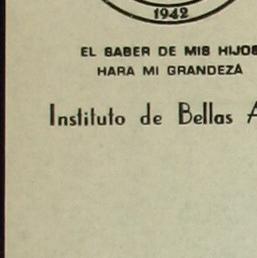 1942
EL SABER DE MIS HIJOS
HARA MI GRANDEZA
Instituto de Bellas A